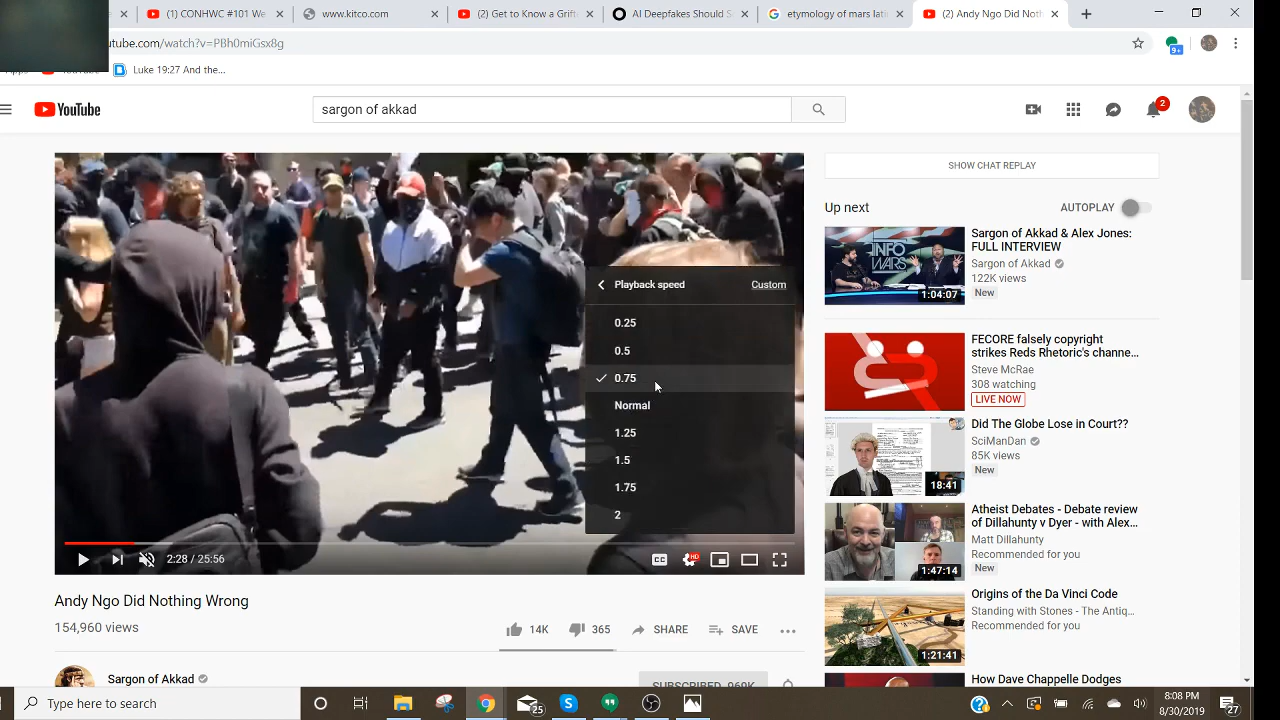 (1) CONHWC #101 We
www.kitco.com
(2) Get to Know a Grift
AI Deepfakes Should S
etymology of mars lati
(2) Andy Ngo Did Noth
utube.com/watch?v=PBh0miGsx8g
9+
YouTube
Luke 19:27 And the...
YouTube
sargon of akkad
2
SHOW CHAT REPLAY
Up next
AUTOPLAY
INFO
WARS
1:04:07
Sargon of Akkad & Alex Jones:
FULL INTERVIEW
Sargon of Akkad
122K views
New
Playback speed
Custom
0.25
0.5
0.75
Normal
1.25
1.5
1.75
2
FECORE falsely copyright
strikes Reds Rhetoric's channe...
Steve McRae
308 watching
LIVE NOW
18:41
Did The Globe Lose in Court??
SciManDan
85K views
New
1:47:14
Atheist Debates - Debate review
of Dillahunty v Dyer - with Alex...
Matt Dillahunty
Recommended for you
New
2:28 / 25:56
CC
HD
1:21:41
Origins of the Da Vinci Code
Standing with Stones - The Antiq...
Recommended for you
Andy Ngo Did Nothing Wrong
154,960 views
14K
365
SHARE
SAVE
Sargon of Akkad
SUBSCRIBED 969K
How Dave Chappelle Dodges
Type here to search
25
8:08 PM
8/30/2019
27